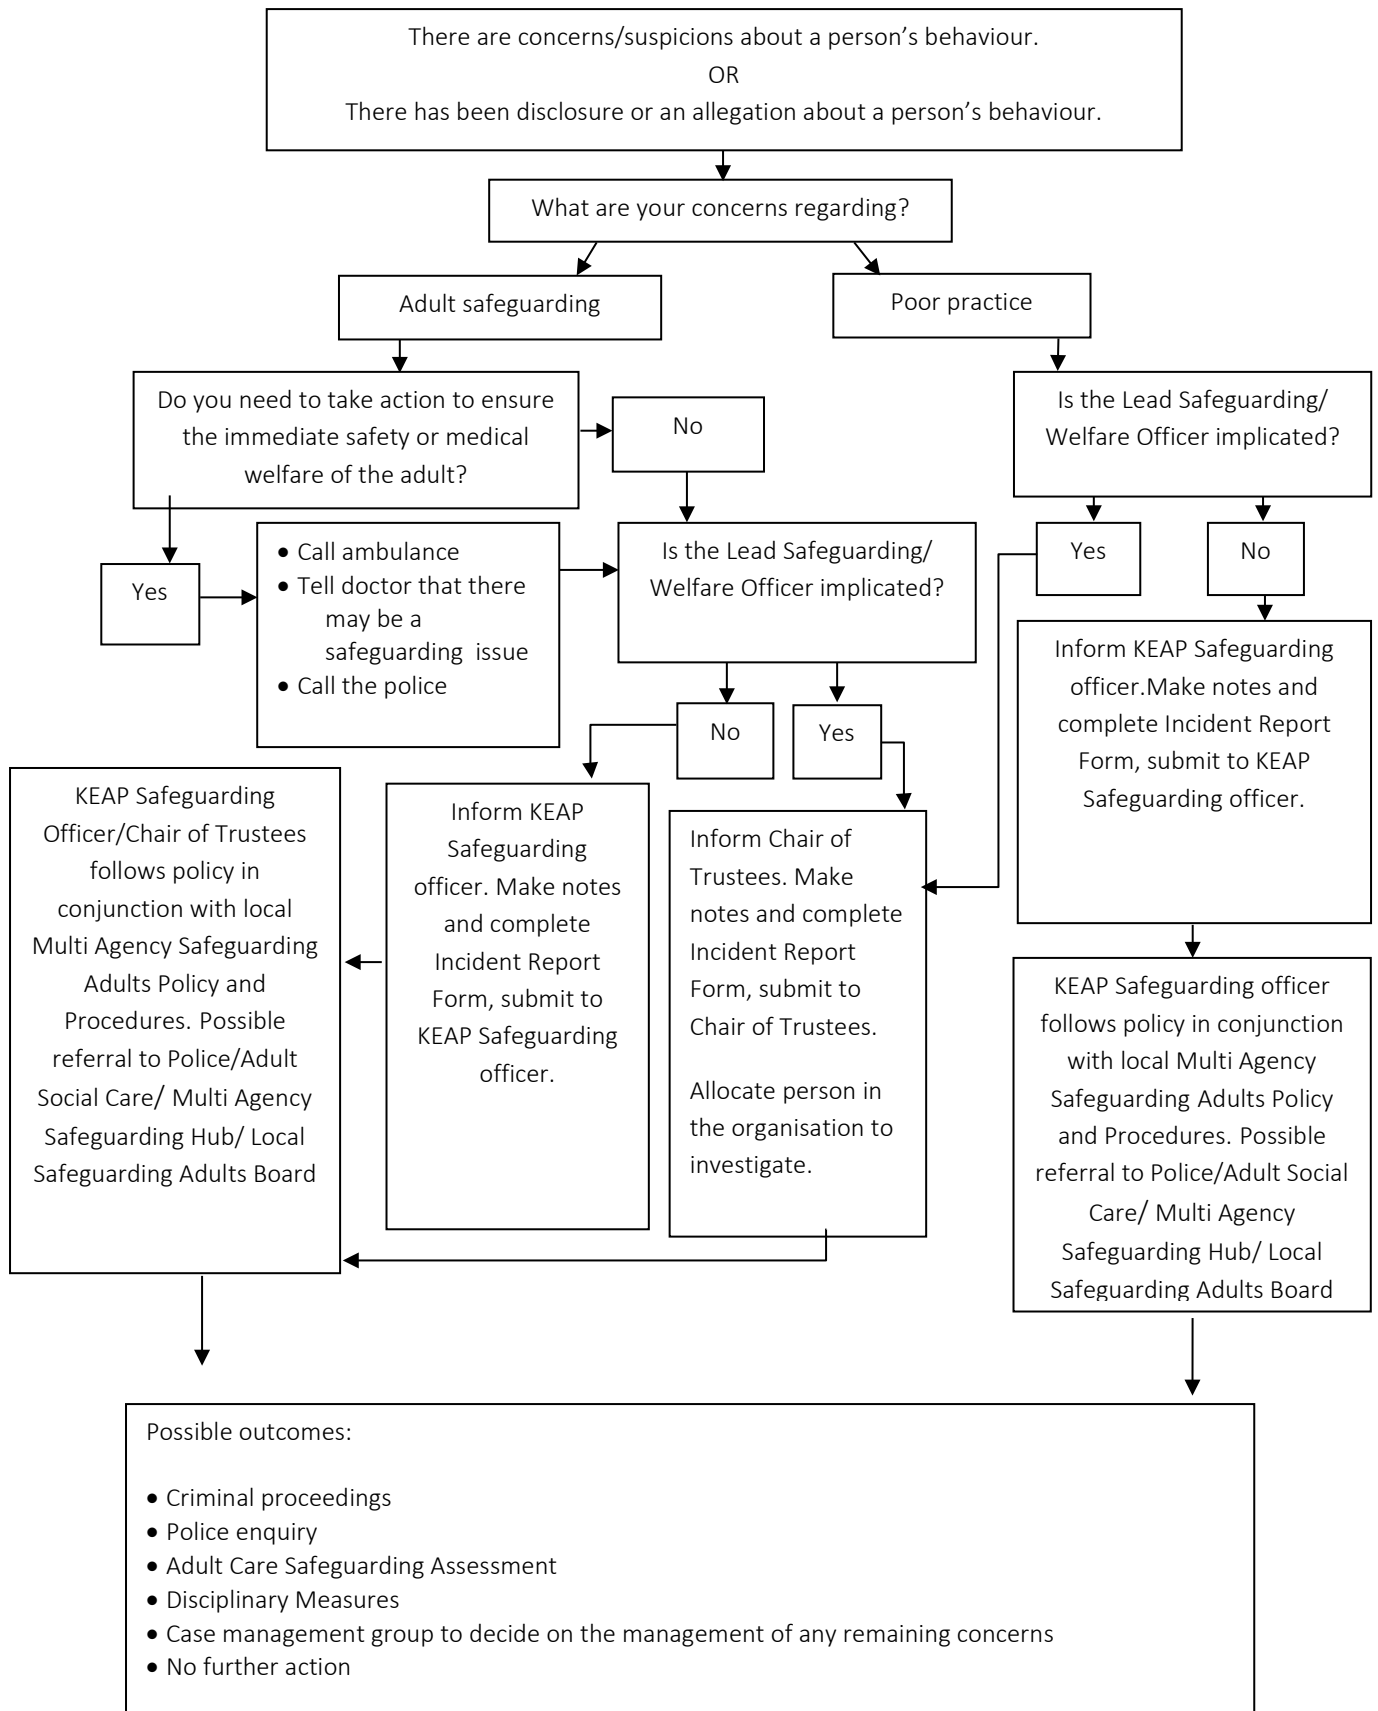 There are concerns/suspicions about a person’s behaviour.
OR
There has been disclosure or an allegation about a person’s behaviour.
What are your concerns regarding?
Adult safeguarding
Poor practice
Do you need to take action to ensure
the immediate safety or medical
welfare of the adult?
No
Is the Lead Safeguarding/
Welfare Officer implicated?
Yes
• Call ambulance
• Tell doctor that there
may be a
safeguarding issue
• Call the police
Is the Lead Safeguarding/
Welfare Officer implicated?
Yes
No
No
Yes
Inform KEAP Safeguarding
officer.Make notes and
complete Incident Report
Form, submit to KEAP
Safeguarding officer.
KEAP Safeguarding
Officer/Chair of Trustees
follows policy in
conjunction with local
Multi Agency Safeguarding
Adults Policy and
Procedures. Possible
referral to Police/Adult
Social Care/ Multi Agency
Safeguarding Hub/ Local
Safeguarding Adults Board
Inform KEAP
Safeguarding
officer. Make notes
and complete
Incident Report
Form, submit to
KEAP Safeguarding
officer.
Inform Chair of
Trustees. Make
notes and complete
Incident Report
Form, submit to
Chair of Trustees.
Allocate person in
the organisation to
investigate.
KEAP Safeguarding officer
follows policy in conjunction
with local Multi Agency
Safeguarding Adults Policy
and Procedures. Possible
referral to Police/Adult Social
Care/ Multi Agency
Safeguarding Hub/ Local
Safeguarding Adults Board
Possible outcomes:
• Criminal proceedings
• Police enquiry
• Adult Care Safeguarding Assessment
• Disciplinary Measures
• Case management group to decide on the management of any remaining concerns
• No further action